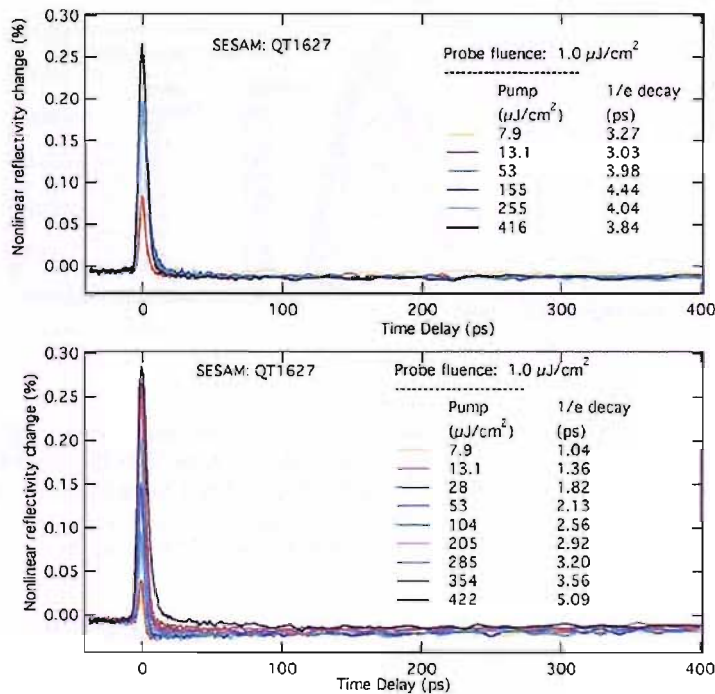 Nonlinear reflectivity change (%)
0.30
0.25
0.20
0.15
0.10
0.05
0.00
SESAM: QT1627
Probe fluence: 1.0 μJ/cm²
Pump 1/e decay
(μJ/cm²) (ps)
7.9 3.27
13.1 3.03
53 3.98
155 4.44
255 4.04
416 3.84
0 100 200 300 400
Time Delay (ps)
Nonlinear reflectivity change (%)
0.30
0.25
0.20
0.15
0.10
0.05
0.00
SESAM: QT1627
Probe fluence: 1.0 μJ/cm²
Pump 1/e decay
(μJ/cm²) (ps)
7.9 1.04
13.1 1.36
28 1.82
53 2.13
104 2.56
205 2.92
285 3.20
354 3.56
422 5.09
0 100 200 300 400
Time Delay (ps)